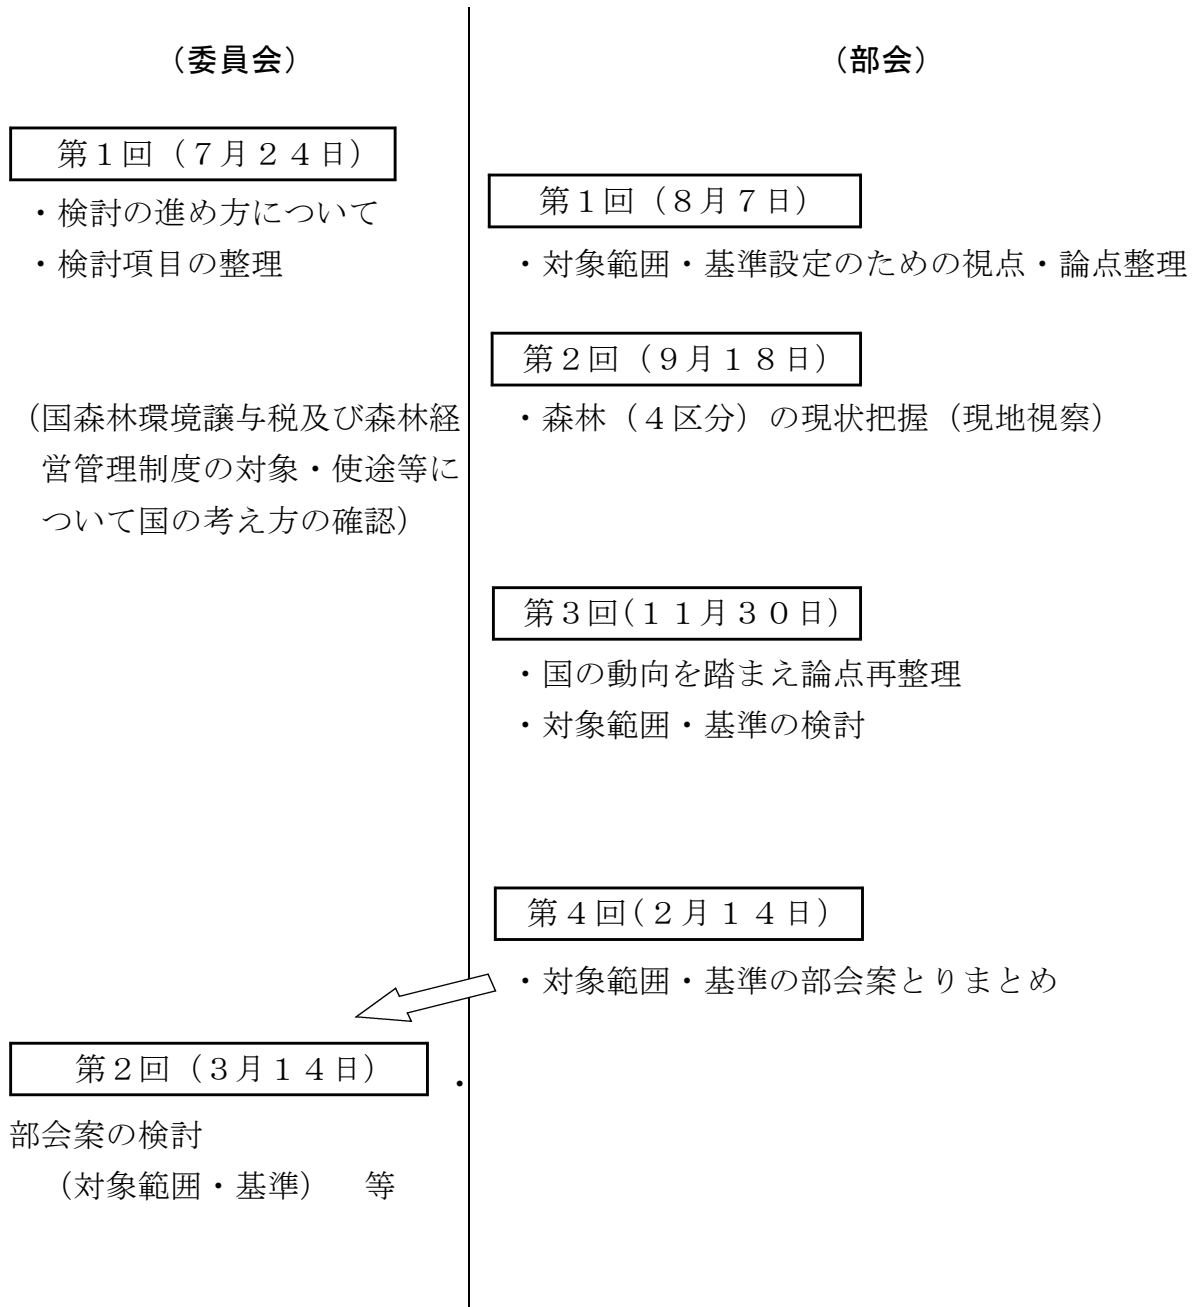 （委員会）
第１回（７月２４日）
・検討の進め方について
・検討項目の整理
（国森林環境譲与税及び森林経
営管理制度の対象・使途等に
ついて国の考え方の確認）
第２回（３月１４日）
・
部会案の検討
（対象範囲・基準）　等
（部会）
第１回（８月７日）
・対象範囲・基準設定のための視点・論点整理
第２回（９月１８日）
・森林（４区分）の現状把握（現地視察）
第３回（１１月３０日）
・国の動向を踏まえ論点再整理
・対象範囲・基準の検討
第４回（２月１４日）
・対象範囲・基準の部会案とりまとめ